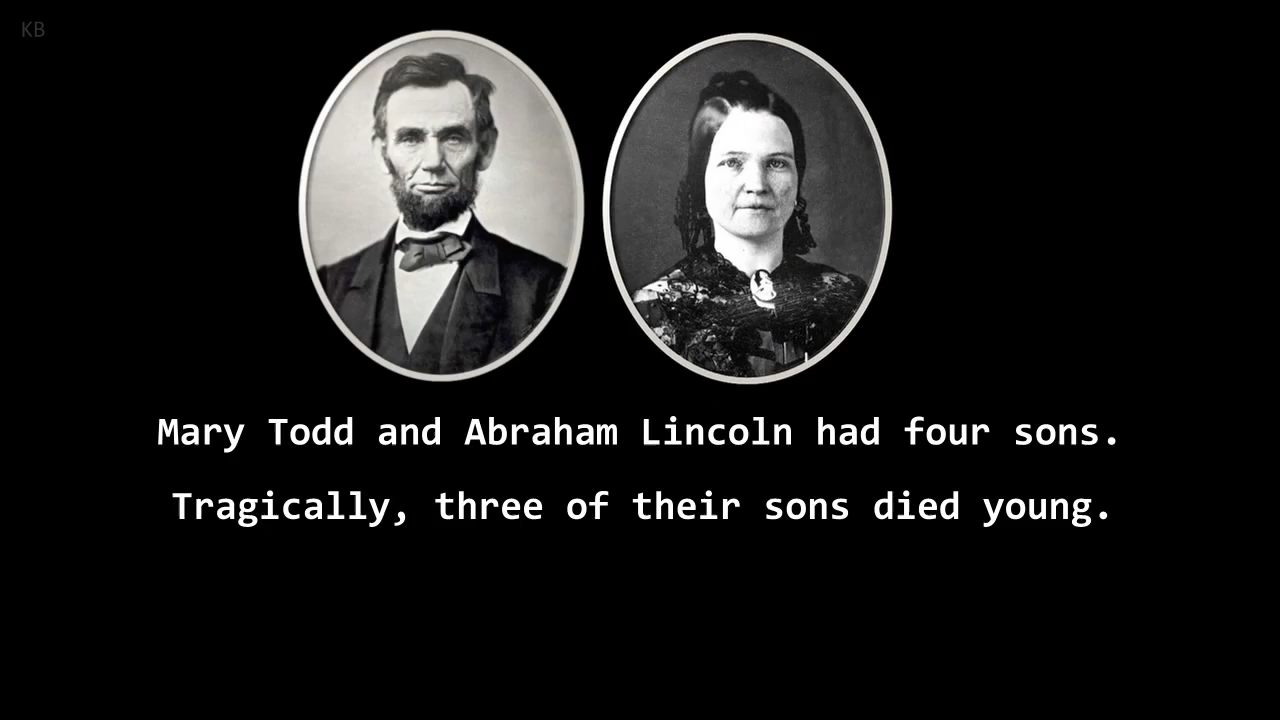 KB
Mary Todd and Abraham Lincoln had four sons.
Tragically, three of their sons died young.